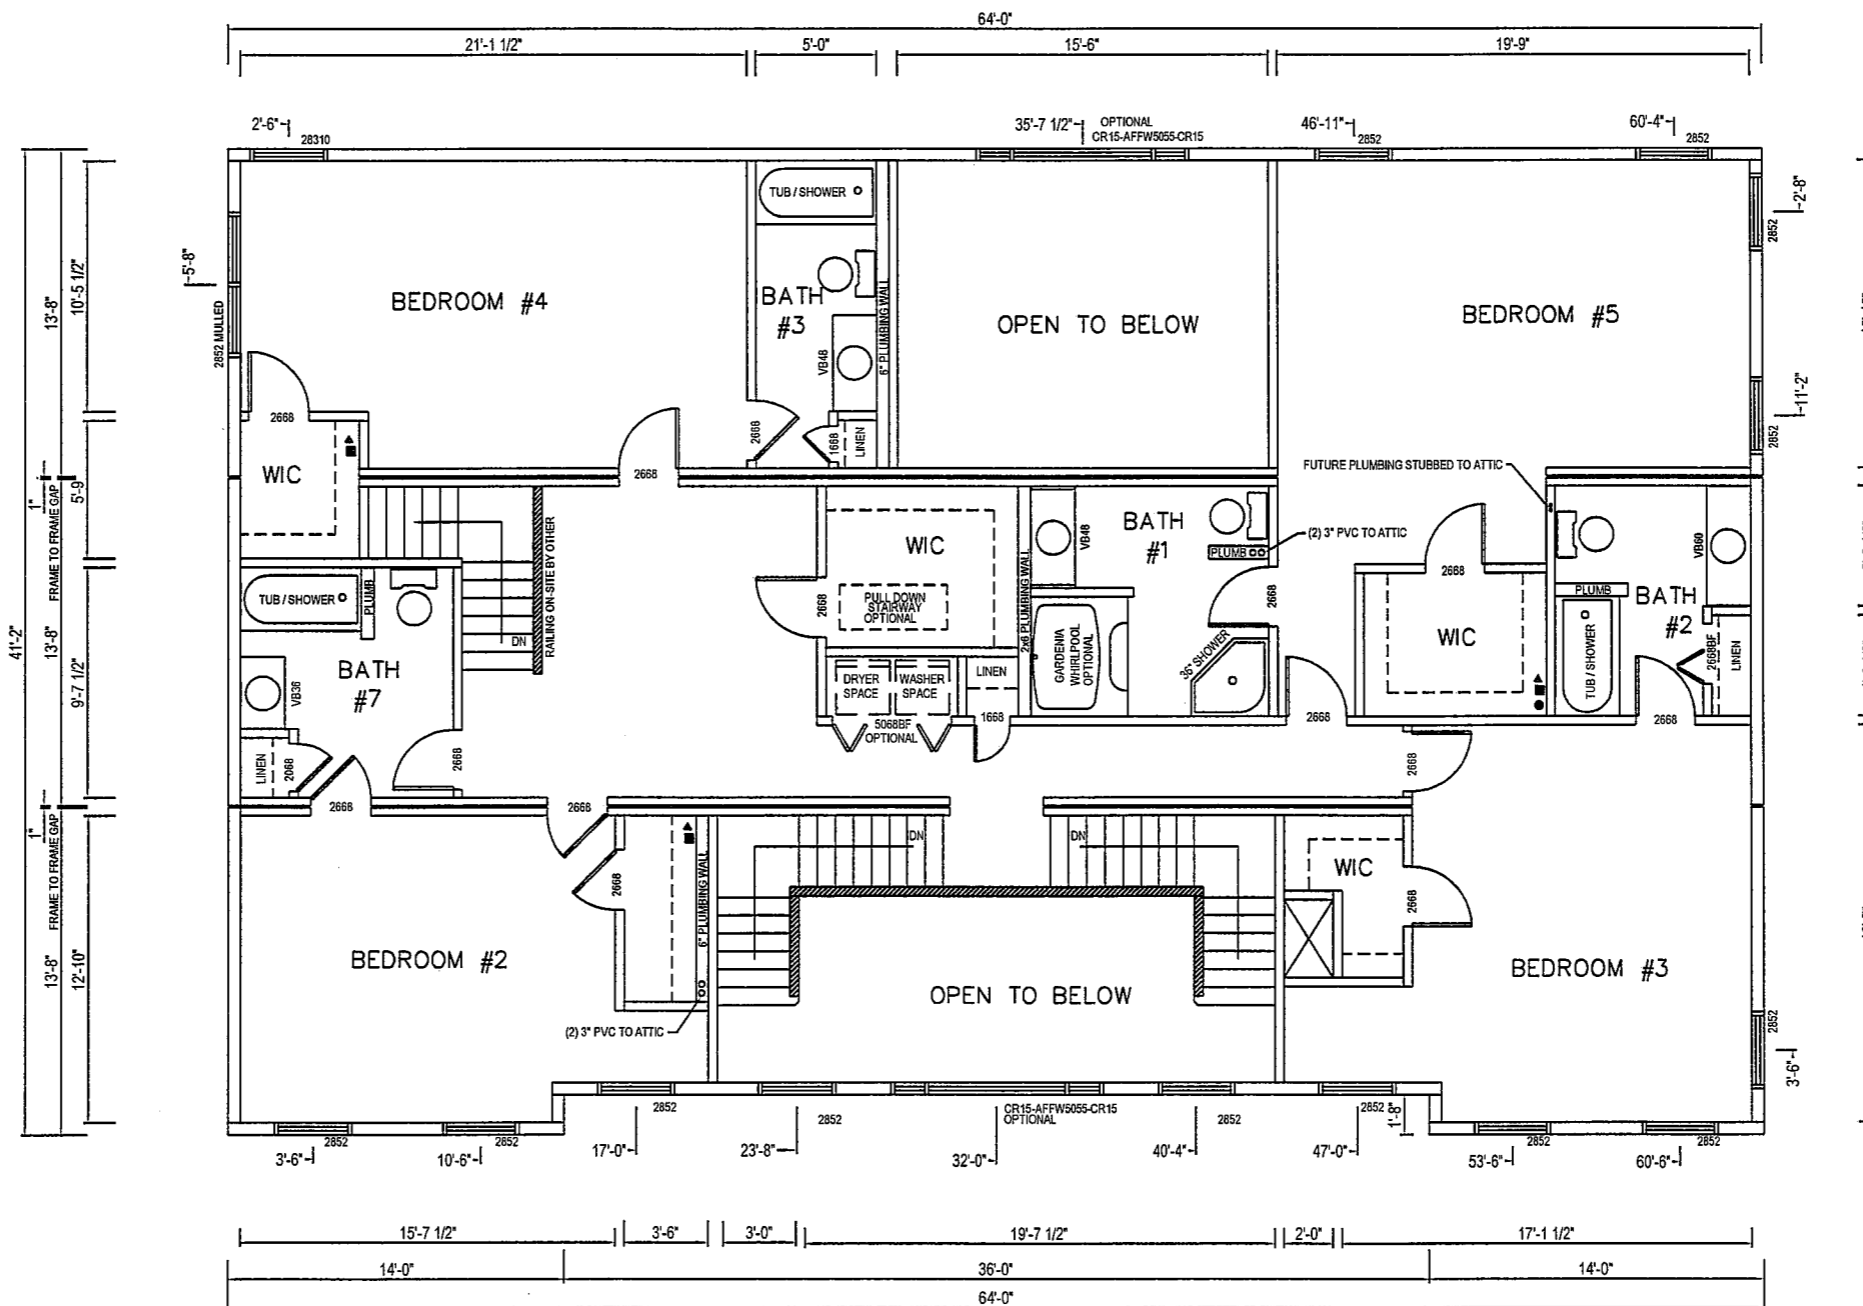 64'-0"
21'-1 1/2"
5'-0"
15'-6"
19'-9"
2'-6"
28310
35'-7 1/2"
OPTIONAL
CR15-AFFW5055-CR15
46'-11"
2852
60'-4"
2852
41'-2"
13'-8"
10'-5 1/2"
5'-8"
2852 MULLED
BEDROOM #4
TUB / SHOWER
BATH
#3
VB48
6" PLUMBING WALL
OPEN TO BELOW
BEDROOM #5
2'-8"
2852
11'-2"
2852
2668
WIC
2668
2668
1668
LINEN
FUTURE PLUMBING STUBBED TO ATTIC
1"
5'-9
FRAME TO FRAME GAP
13'-8"
9'-7 1/2"
RAILING ON-SITE BY OTHER
DN
TUB / SHOWER
PLUMB
BATH
#7
VB36
LINEN
2068
2668
2668
WIC
PULL DOWN
STAIRWAY
OPTIONAL
2668
2x6 PLUMBING WALL
DRYER
SPACE
WASHER
SPACE
LINEN
5068BF
OPTIONAL
1668
VB48
BATH
#1
PLUMB
(2) 3" PVC TO ATTIC
2668
GARDENIA
WHIRLPOOL
OPTIONAL
36" SHOWER
2668
2668
WIC
PLUMB
TUB / SHOWER
BATH
#2
VB60
2668BF
LINEN
2668
2668
1"
FRAME TO FRAME GAP
13'-8"
12'-10"
2668
2668
6" PLUMBING WALL
BEDROOM #2
(2) 3" PVC TO ATTIC
DN
DN
OPEN TO BELOW
WIC
2668
BEDROOM #3
2852
3'-6"
2852
3'-6"
2852
10'-6"
2852
17'-0"
2852
23'-8"
CR15-AFFW5055-CR15
OPTIONAL
32'-0"
2852
40'-4"
2852
47'-0"
1'-8"
2852
53'-6"
2852
60'-6"
15'-7 1/2"
3'-6"
3'-0"
19'-7 1/2"
2'-0"
17'-1 1/2"
14'-0"
36'-0"
14'-0"
64'-0"